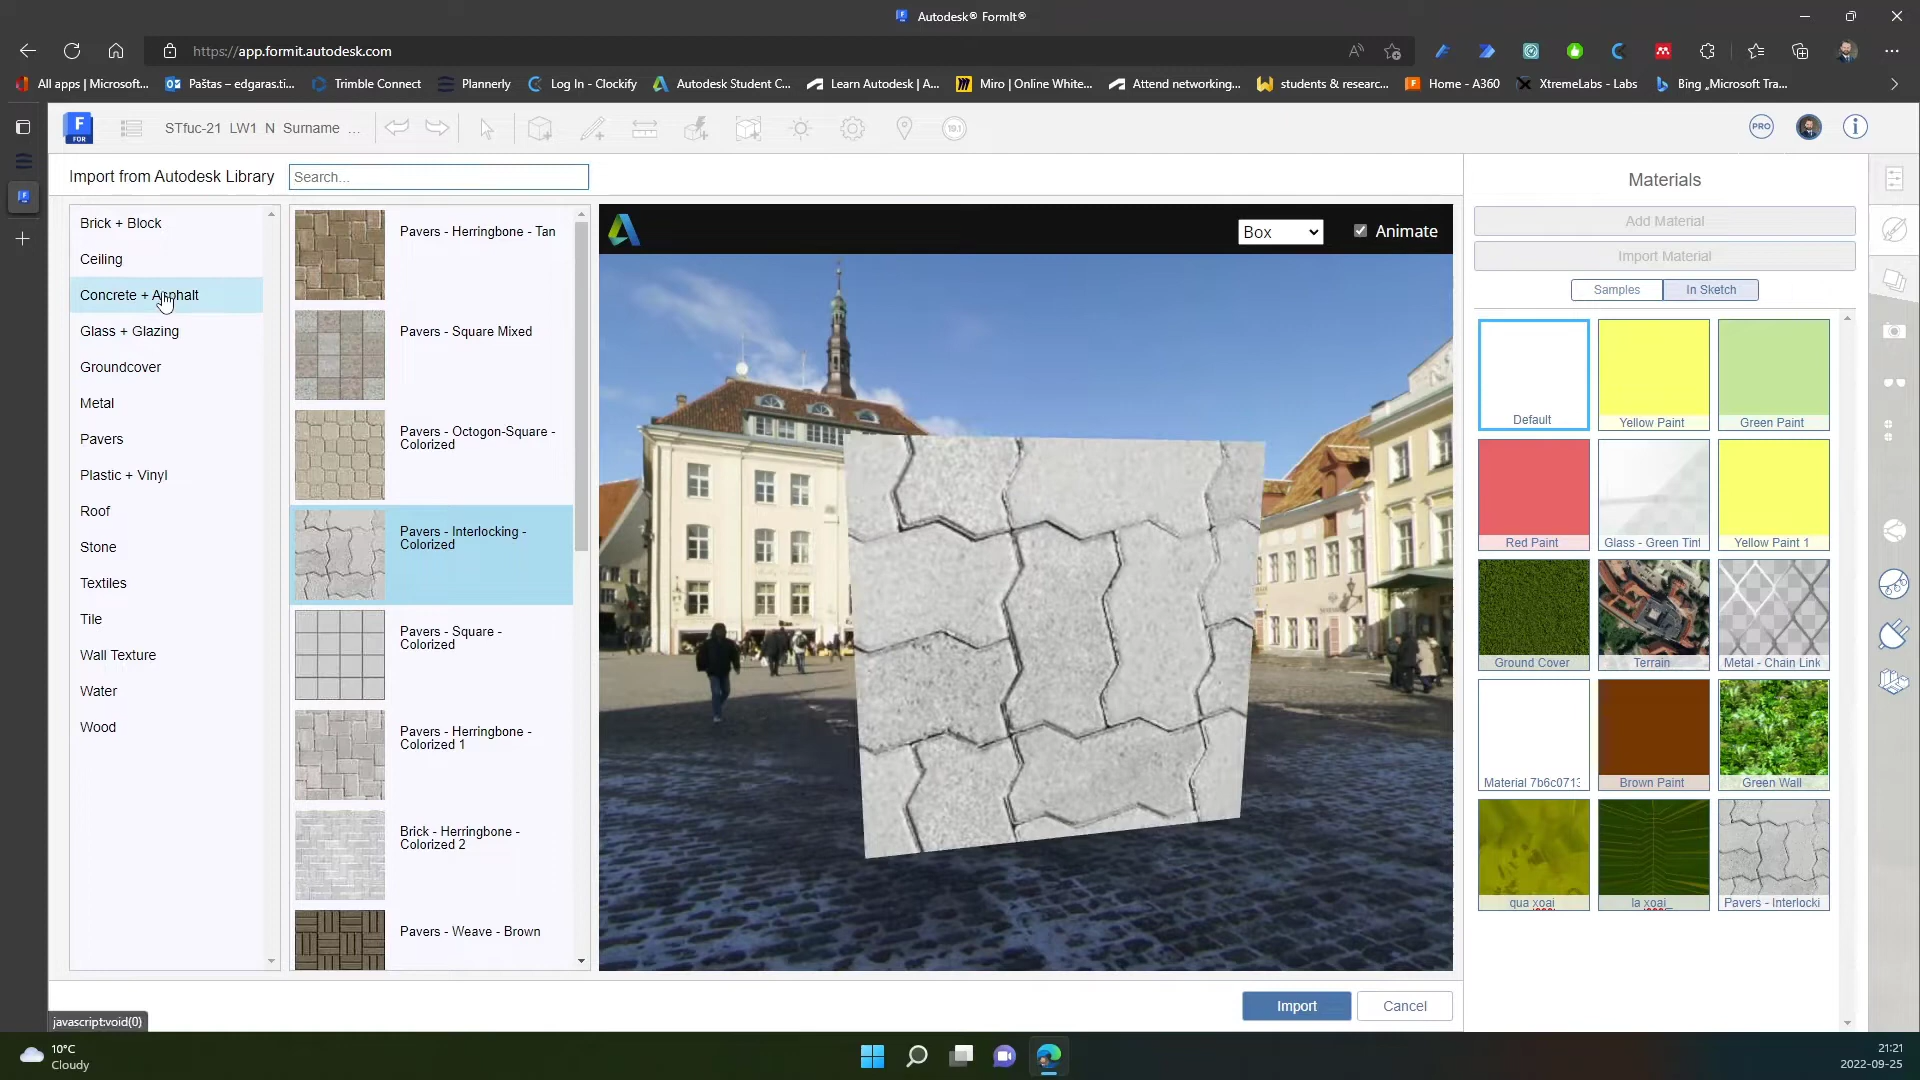 Autodesk® FormIt®
https://app.formit.autodesk.com
All apps | Microsoft...
Paštas – edgaras.ti...
Trimble Connect
Plannerly
Log In - Clockify
Autodesk Student C...
Learn Autodesk | A...
Miro | Online White...
Attend networking...
students & researc...
Home - A360
XtremeLabs - Labs
Bing „Microsoft Tra...
F
FOR
STfuc-21 LW1 N Surname ...
19.1
PRO
Import from Autodesk Library
Search...
Brick + Block
Ceiling
Concrete + Asphalt
Glass + Glazing
Groundcover
Metal
Pavers
Plastic + Vinyl
Roof
Stone
Textiles
Tile
Wall Texture
Water
Wood
Pavers - Herringbone - Tan
Pavers - Square Mixed
Pavers - Octogon-Square -
Colorized
Pavers - Interlocking -
Colorized
Pavers - Square -
Colorized
Pavers - Herringbone -
Colorized 1
Brick - Herringbone -
Colorized 2
Pavers - Weave - Brown
Box
Animate
Import
Cancel
Materials
Add Material
Import Material
Samples
In Sketch
Default
Yellow Paint
Green Paint
Red Paint
Glass - Green Tint
Yellow Paint 1
Ground Cover
Terrain
Metal - Chain Link
Material 7b6c0713
Brown Paint
Green Wall
qua xoai
la xoai_
Pavers - Interlocki
javascript:void(0)
10°C
Cloudy
21:21
2022-09-25